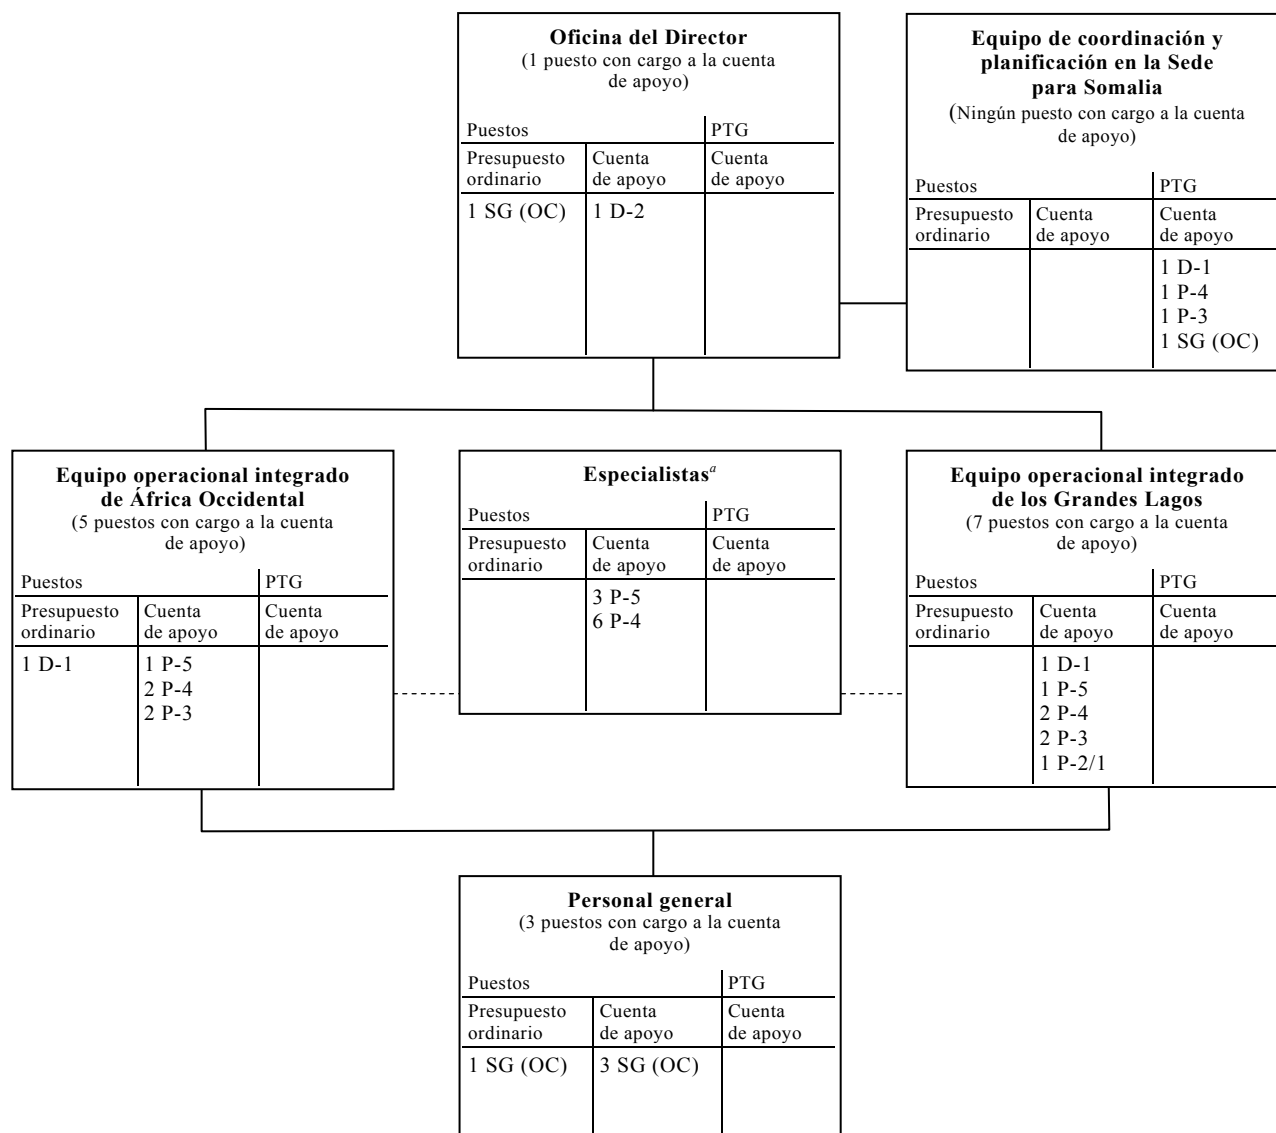 Oficina del Director
(1 puesto con cargo a la cuenta
de apoyo)
Puestos PTG
Presupuesto ordinario Cuenta de apoyo Cuenta de apoyo
1 SG (OC) 1 D-2
Equipo de coordinación y
planificación en la Sede
para Somalia
(Ningún puesto con cargo a la cuenta
de apoyo)
Puestos PTG
Presupuesto ordinario Cuenta de apoyo Cuenta de apoyo
1 D-1
1 P-4
1 P-3
1 SG (OC)
Equipo operacional integrado
de África Occidental
(5 puestos con cargo a la cuenta
de apoyo)
Puestos PTG
Presupuesto ordinario Cuenta de apoyo Cuenta de apoyo
1 D-1 1 P-5
2 P-4
2 P-3
Especialistasᵃ
Puestos PTG
Presupuesto ordinario Cuenta de apoyo Cuenta de apoyo
3 P-5
6 P-4
Equipo operacional integrado
de los Grandes Lagos
(7 puestos con cargo a la cuenta
de apoyo)
Puestos PTG
Presupuesto ordinario Cuenta de apoyo Cuenta de apoyo
1 D-1
1 P-5
2 P-4
2 P-3
1 P-2/1
Personal general
(3 puestos con cargo a la cuenta
de apoyo)
Puestos PTG
Presupuesto ordinario Cuenta de apoyo Cuenta de apoyo
1 SG (OC) 3 SG (OC)